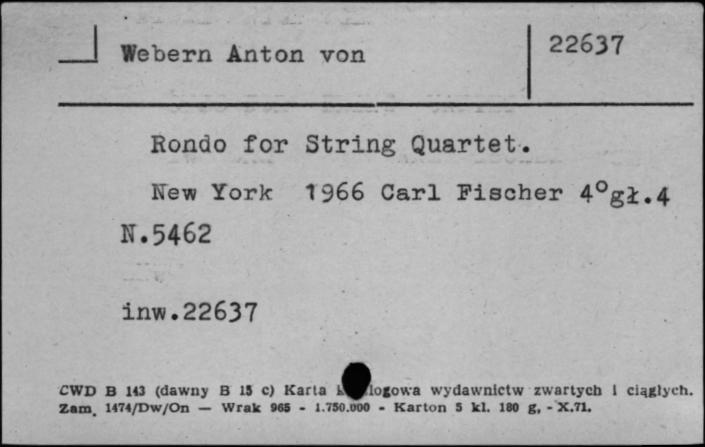 Webern Anton von 22637
Rondo for String Quartet.
New York 1966 Carl Fischer 4°gł.4
N.5462
inw.22637
CWD B 143 (dawny B 15 c) Karta wydawnictw zwartych i ciągłych.
Zam. 1474/Dw/On — Wrak 965 - 1.750.000 - Karton 5 kl. 180 g, - X.71.